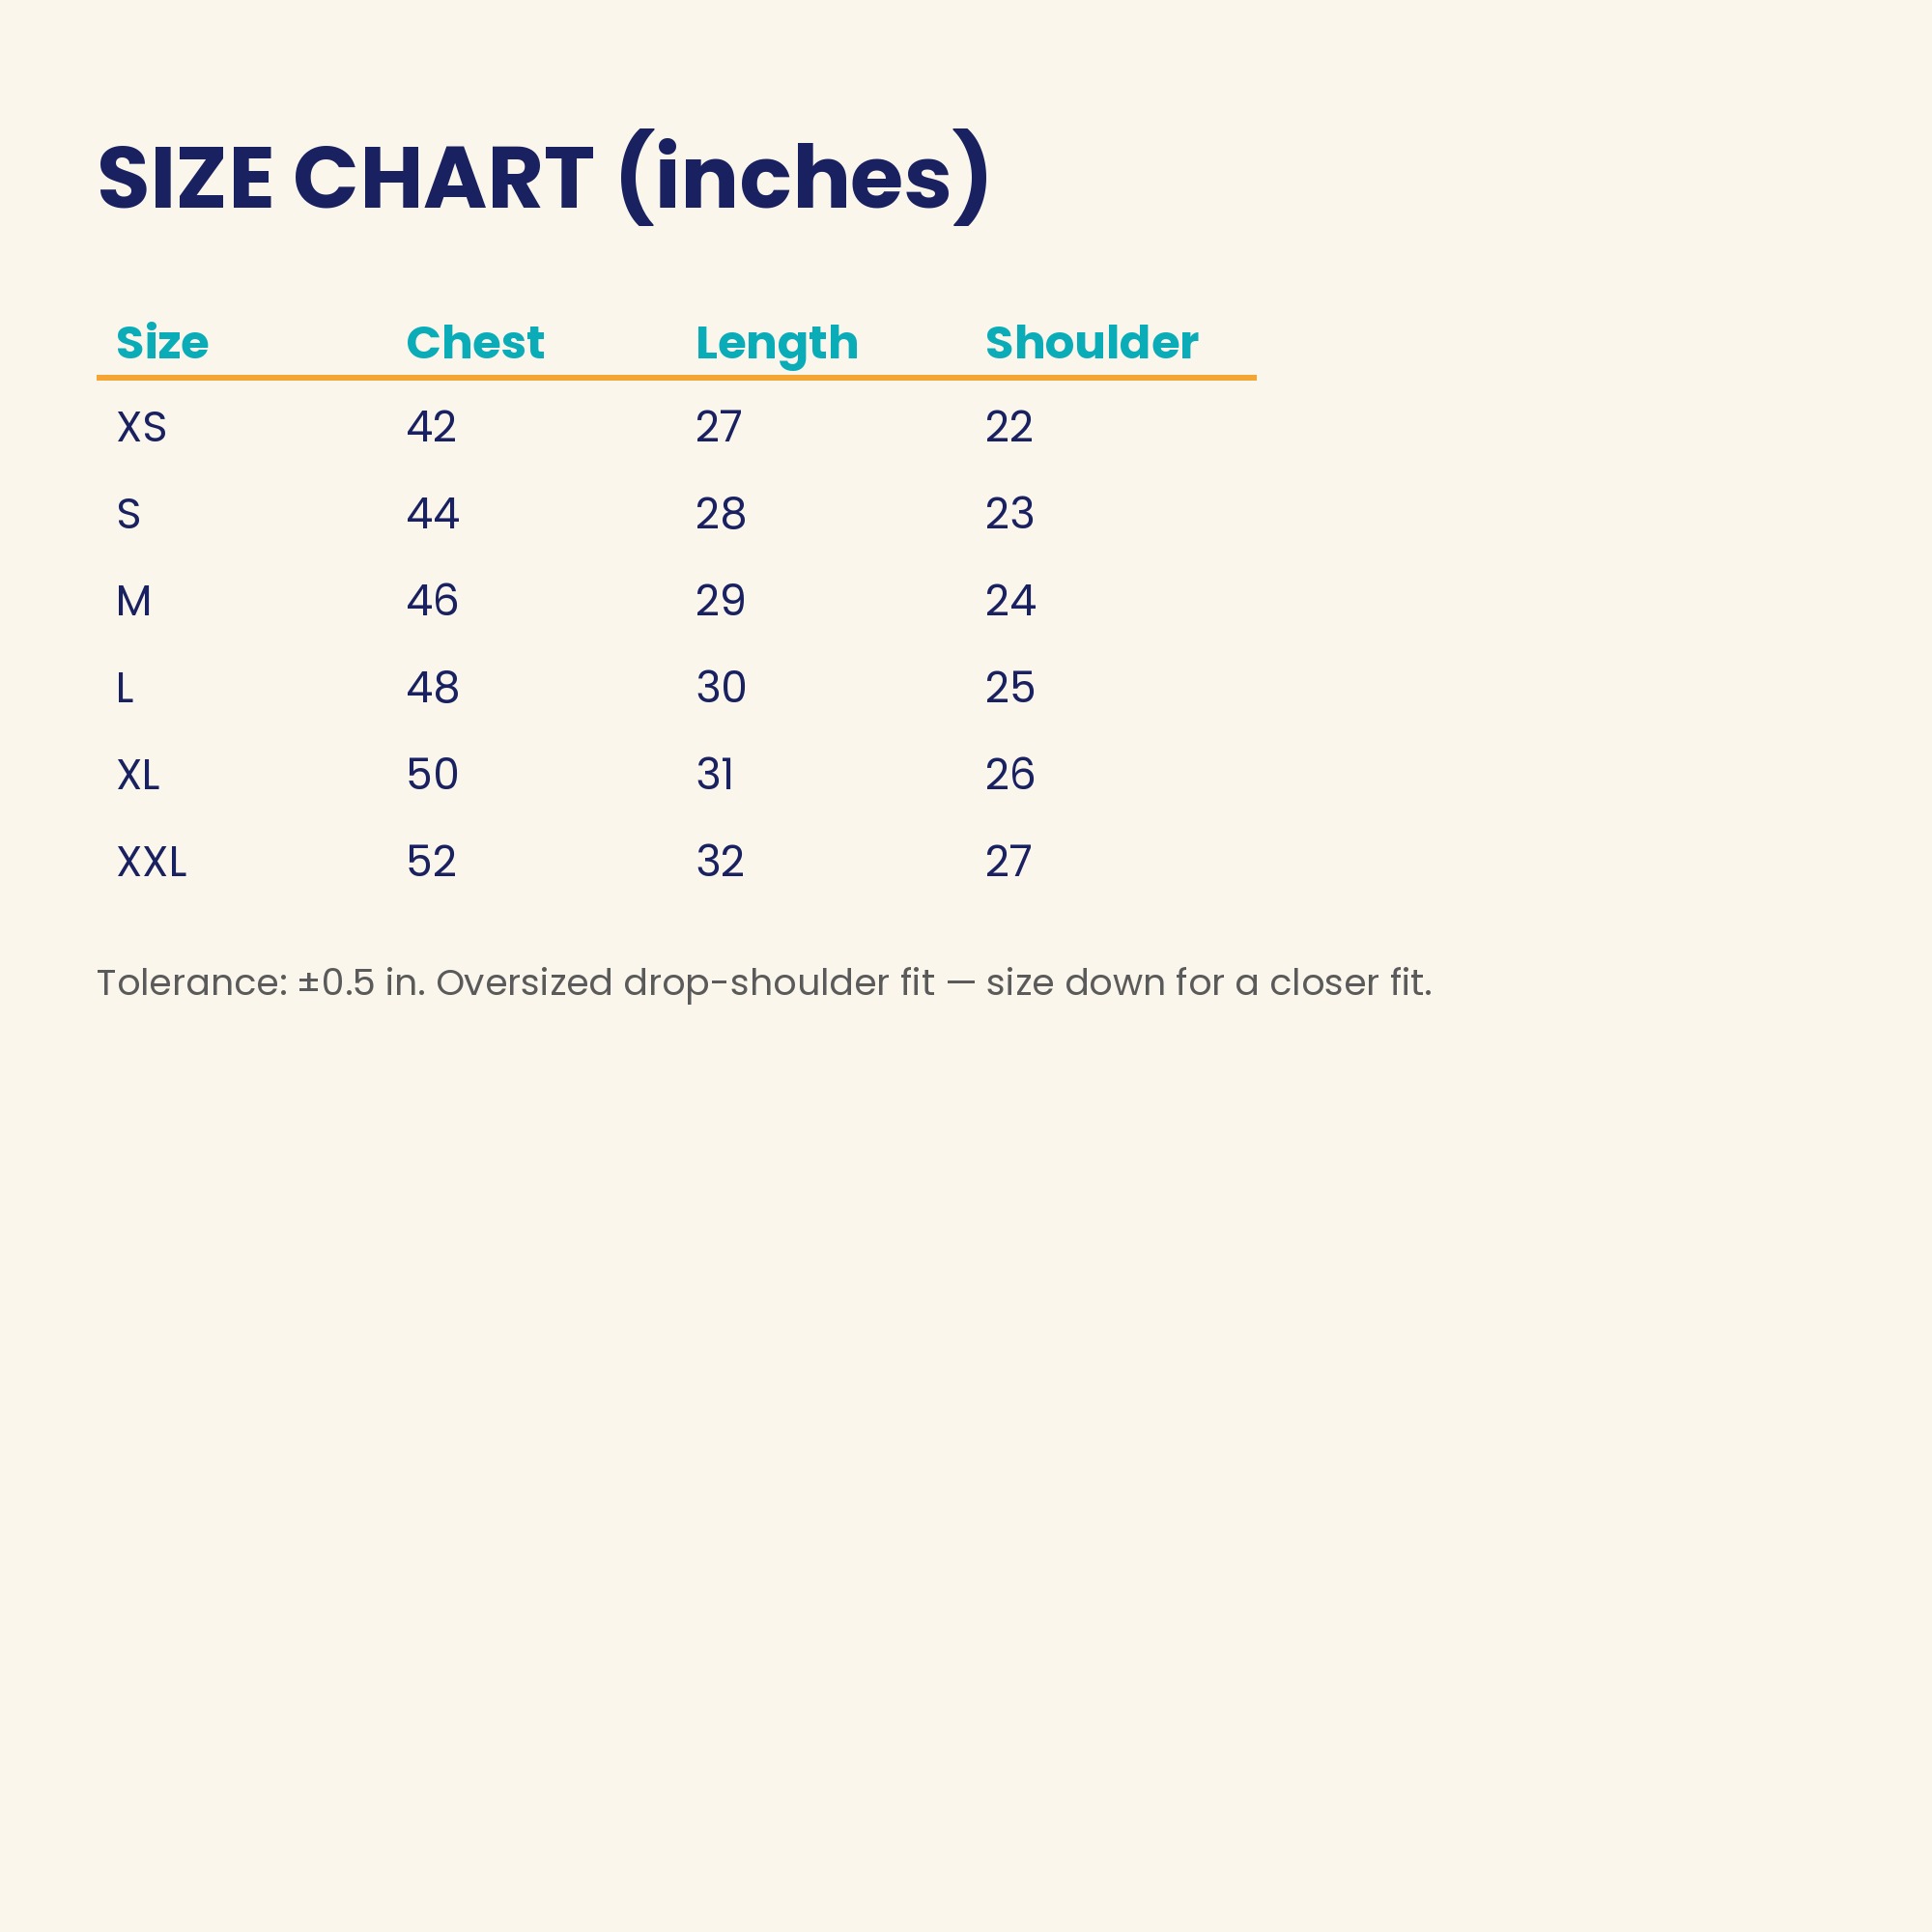 SIZE CHART (inches)
Size Chest Length Shoulder
XS 42 27 22
S 44 28 23
M 46 29 24
L 48 30 25
XL 50 31 26
XXL 52 32 27
Tolerance: ±0.5 in. Oversized drop-shoulder fit — size down for a closer fit.